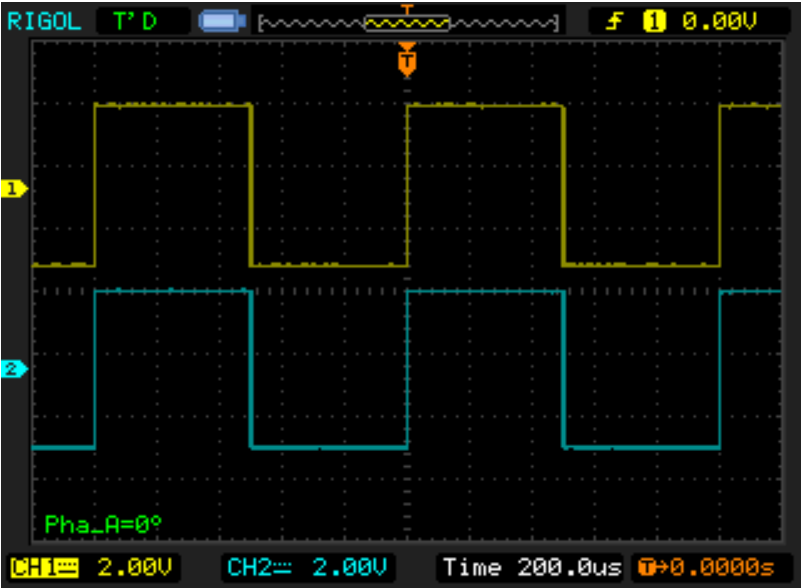 RIGOL T'D T f 1 0.00V
T
1
2
Pha_A=0°
CH1 2.00V CH2 2.00V Time 200.0us T→0.0000s